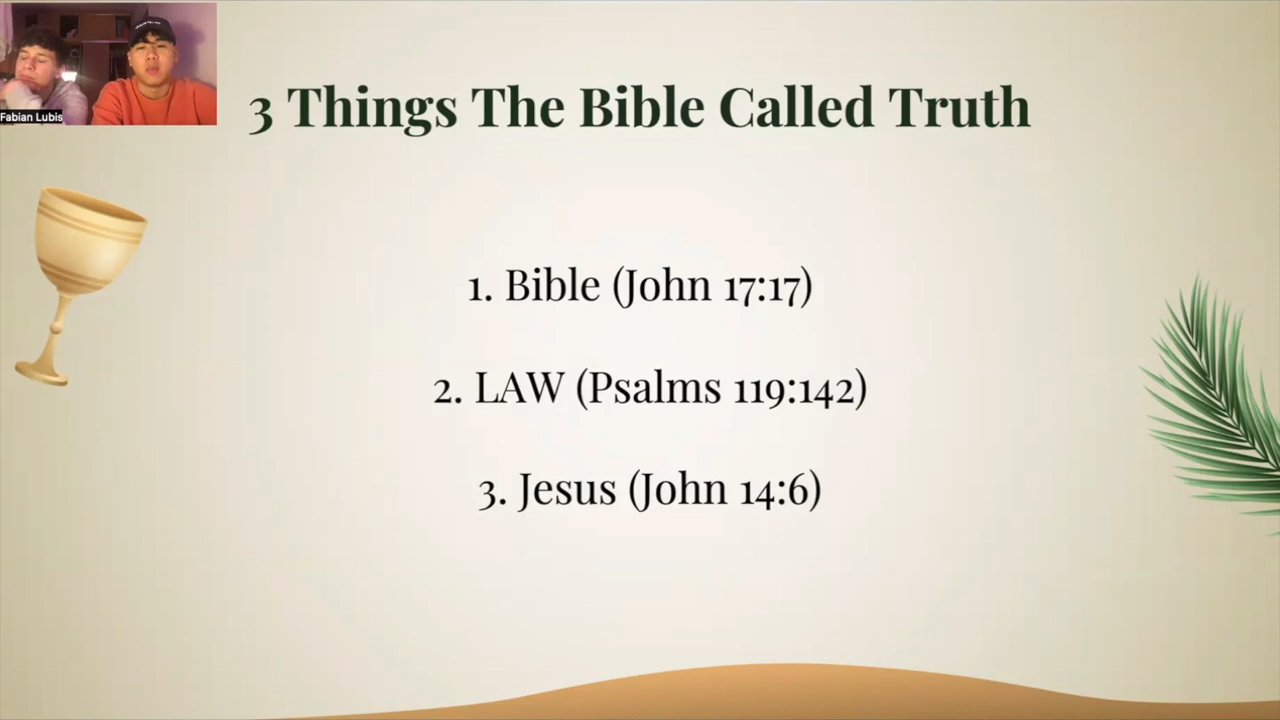 3 Things The Bible Called Truth
Fabian Lubis
1. Bible (John 17:17)
2. LAW (Psalms 119:142)
3. Jesus (John 14:6)